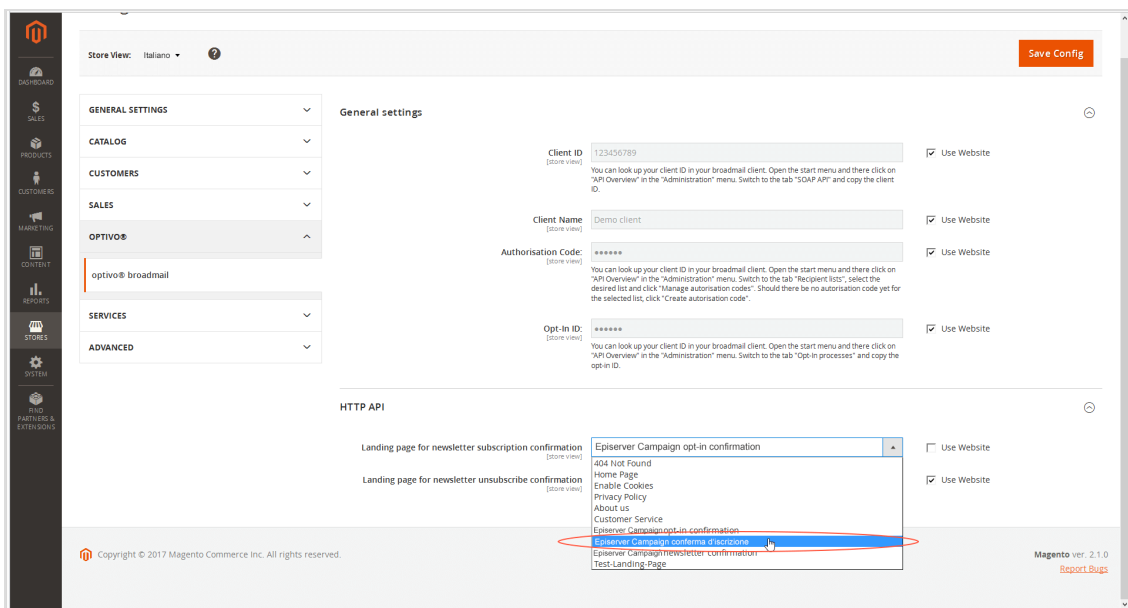 Store View: Italiano
Save Config
DASHBOARD
SALES
PRODUCTS
CUSTOMERS
MARKETING
CONTENT
REPORTS
STORES
SYSTEM
FIND
PARTNERS &
EXTENSIONS
GENERAL SETTINGS
CATALOG
CUSTOMERS
SALES
OPTIVO®
optivo® broadmail
SERVICES
ADVANCED
General settings
Client ID
[store view]
123456789
Use Website
You can look up your client ID in your broadmail client. Open the start menu and there click on
"API Overview" in the "Administration" menu. Switch to the tab "SOAP API" and copy the client
ID.
Client Name
[store view]
Demo client
Use Website
Authorisation Code:
[store view]
Use Website
You can look up your client ID in your broadmail client. Open the start menu and there click on
"API Overview" in the "Administration" menu. Switch to the tab "Recipient lists", select the
desired list and click "Manage autorisation codes". Should there be no autorisation code yet for
the selected list, click "Create autorisation code".
Opt-In ID:
[store view]
Use Website
You can look up your client ID in your broadmail client. Open the start menu and there click on
"API Overview" in the "Administration" menu. Switch to the tab "Opt-In processes" and copy the
opt-in ID.
HTTP API
Landing page for newsletter subscription confirmation
[store view]
Episerver Campaign opt-in confirmation
Use Website
Landing page for newsletter unsubscribe confirmation
[store view]
Use Website
404 Not Found
Home Page
Enable Cookies
Privacy Policy
About us
Customer Service
Episerver Campaign opt-in confirmation
Episerver Campaign conferma d'iscrizione
Episerver Campaign newsletter confirmation
Test-Landing-Page
Copyright © 2017 Magento Commerce Inc. All rights reserved.
Magento ver. 2.1.0
Report Bugs